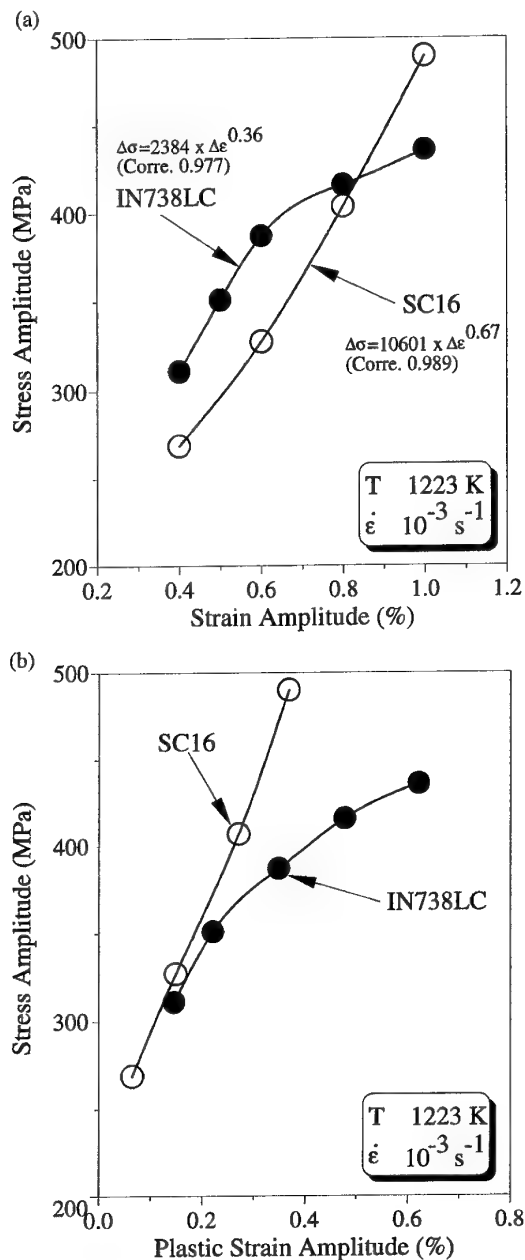 (a)
500
400
300
200
0.2 0.4 0.6 0.8 1.0 1.2
Stress Amplitude (MPa)
Strain Amplitude (%)
Δσ=2384 x Δε^0.36
(Corre. 0.977)
IN738LC
SC16
Δσ=10601 x Δε^0.67
(Corre. 0.989)
T 1223 K
ε̇ 10^-3 s^-1
(b)
500
400
300
200
0.0 0.2 0.4 0.6 0.8
Stress Amplitude (MPa)
Plastic Strain Amplitude (%)
SC16
IN738LC
T 1223 K
ε̇ 10^-3 s^-1